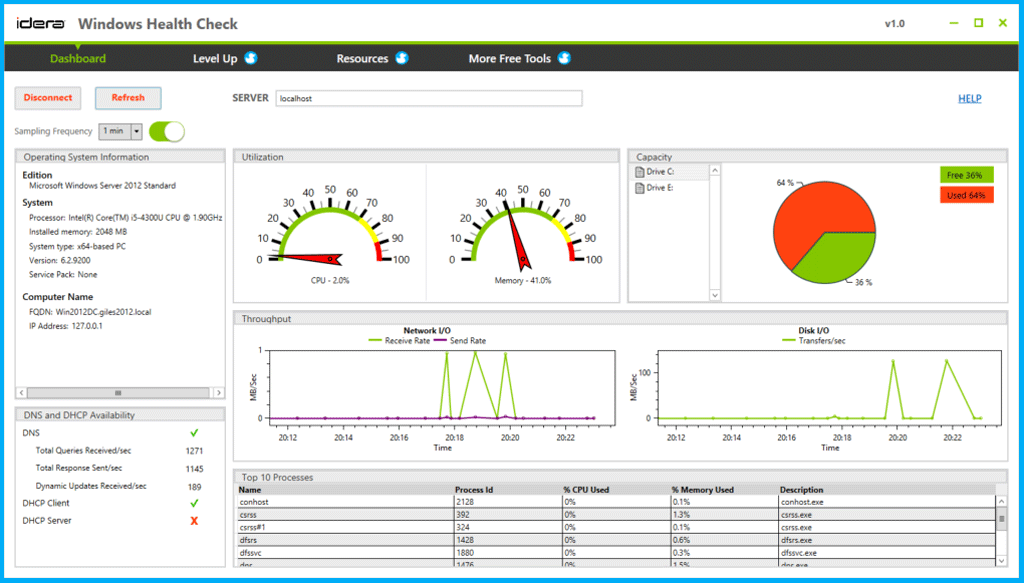 idera Windows Health Check v1.0
Dashboard Level Up Resources More Free Tools
Disconnect Refresh SERVER localhost HELP
Sampling Frequency 1 min
Operating System Information
Edition
Microsoft Windows Server 2012 Standard
System
Processor: Intel(R) Core(TM) i5-4300U CPU @ 1.90GHz
Installed memory: 2048 MB
System type: x64-based PC
Version: 6.2.9200
Service Pack: None
Computer Name
FQDN: Win2012DC.giles2012.local
IP Address: 127.0.0.1
DNS and DHCP Availability
DNS
Total Queries Received/sec 1271
Total Response Sent/sec 1145
Dynamic Updates Received/sec 189
DHCP Client
DHCP Server X
Utilization
0 10 20 30 40 50 60 70 80 90 100
CPU - 2.0%
0 10 20 30 40 50 60 70 80 90 100
Memory - 41.0%
Capacity
Drive C:
Drive E:
64 %
36 %
Free 36%
Used 64%
Throughput
Network I/O
Receive Rate Send Rate
MB/Sec
1
0
20:12 20:14 20:16 20:18 20:20 20:22
Time
Disk I/O
Transfers/sec
MB/Sec
100
0
20:12 20:14 20:16 20:18 20:20 20:22
Time
Top 10 Processes
Name Process Id % CPU Used % Memory Used Description
conhost 2128 0% 0.1% conhost.exe
csrss 392 0% 1.3% csrss.exe
csrss#1 324 0% 0.1% csrss.exe
dfsrs 1428 0% 0.6% dfsrs.exe
dfssvc 1880 0% 0.3% dfssvc.exe
dns 1476 0% 1.5% dns.exe